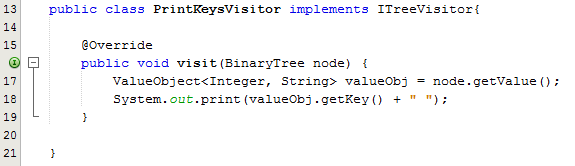 13 public class PrintKeysVisitor implements ITreeVisitor{
14
15 @Override
public void visit(BinaryTree node) {
17 ValueObject<Integer, String> valueObj = node.getValue();
18 System.out.print(valueObj.getKey() + " ");
19 }
20
21 }